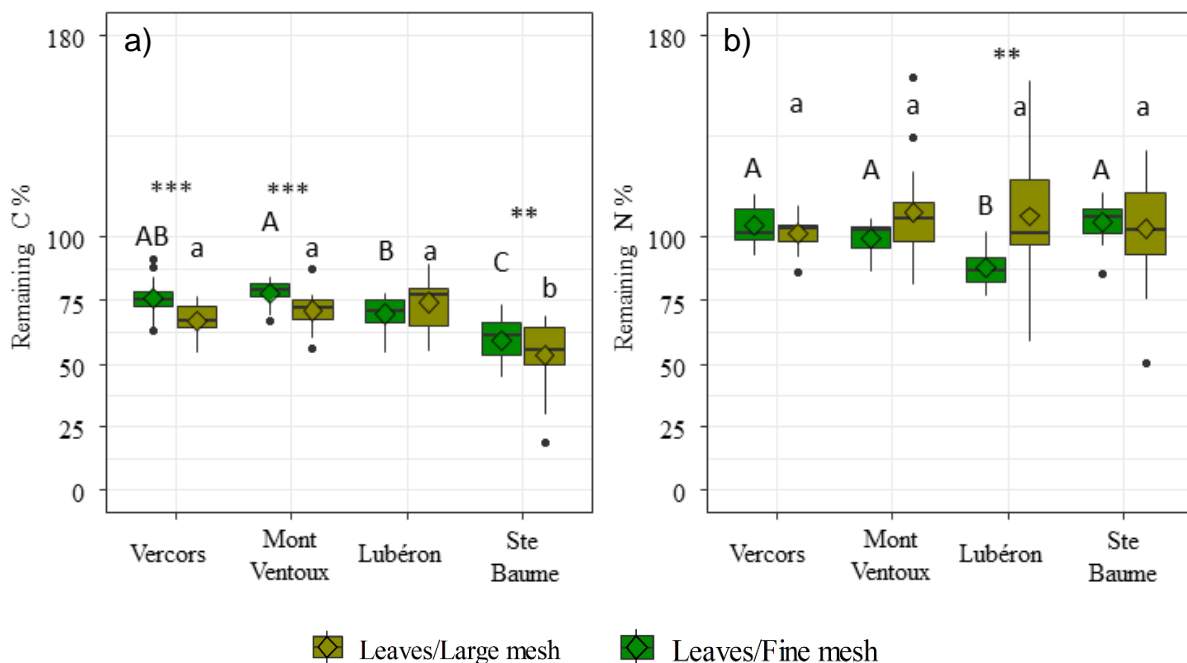 a)
180
100
75
50
25
0
Remaining C %
***
***
**
AB
a
A
a
B
a
C
b
Vercors
Mont
Ventoux
Lubéron
Ste
Baume
b)
180
100
75
50
25
0
Remaining N %
**
A
a
A
a
B
a
A
a
Vercors
Mont
Ventoux
Lubéron
Ste
Baume
Leaves/Large mesh
Leaves/Fine mesh